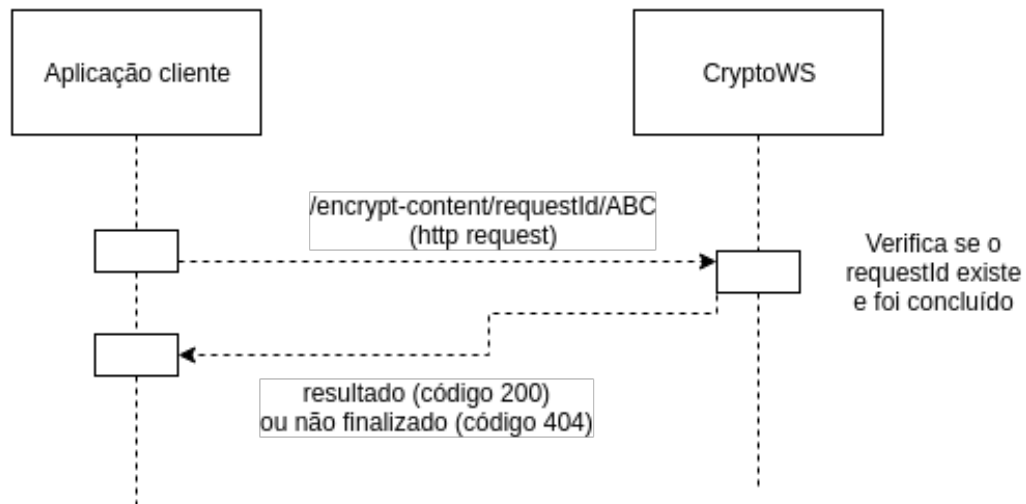 Aplicação cliente
CryptoWS
/encrypt-content/requestId/ABC
(http request)
Verifica se o
requestId existe
e foi concluído
resultado (código 200)
ou não finalizado (código 404)